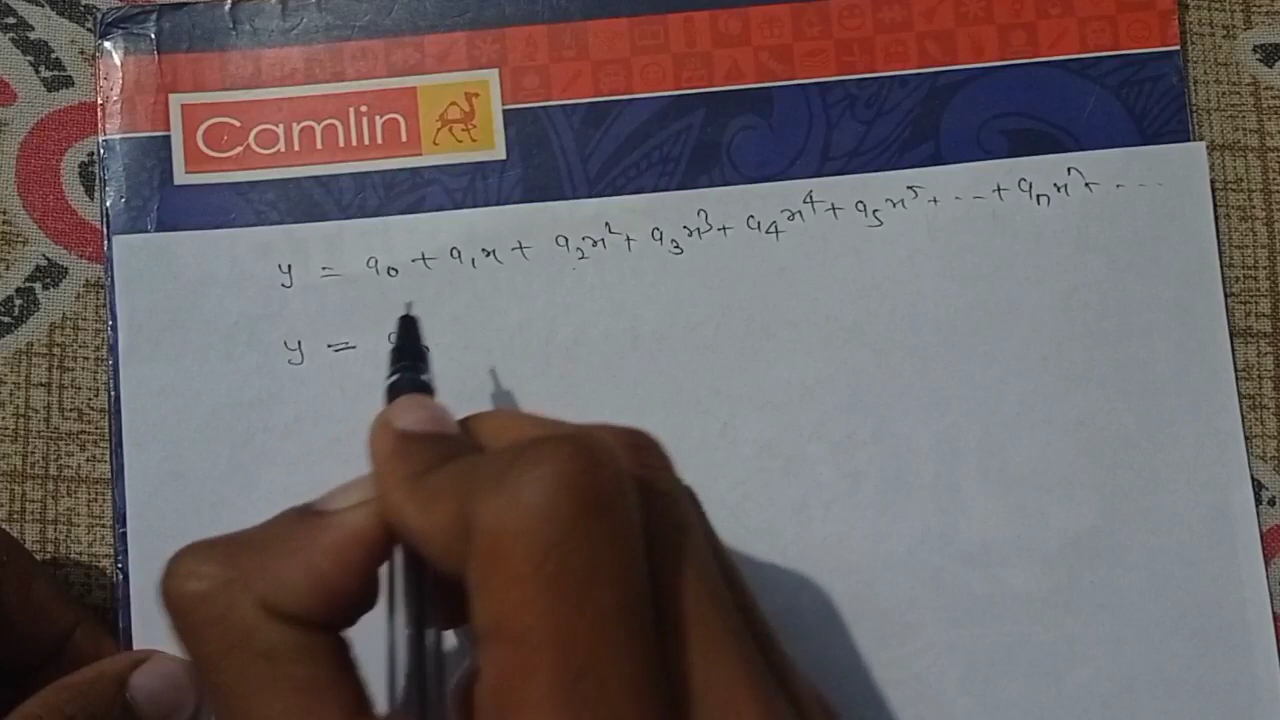 Camlin
y = a₀ + a₁x + a₂x² + a₃x³ + a₄x⁴ + a₅x⁵ + ... + aₙxⁿ + ...
y =